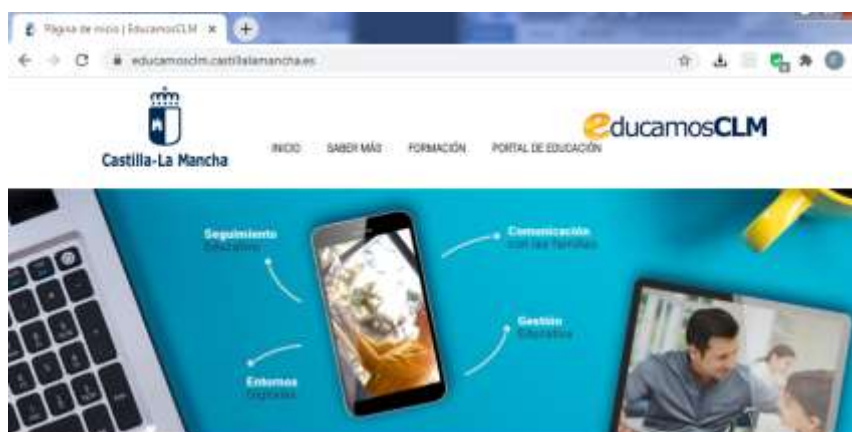 Página de inicio | EducamosCLM
educamosclm.castillalamancha.es
Castilla-La Mancha
INICIO SABER MÁS FORMACIÓN PORTAL DE EDUCACIÓN
educamosCLM
Seguimiento
Educativo
Comunicación
con las familias
Gestión
Educativa
Entornos
Digitales